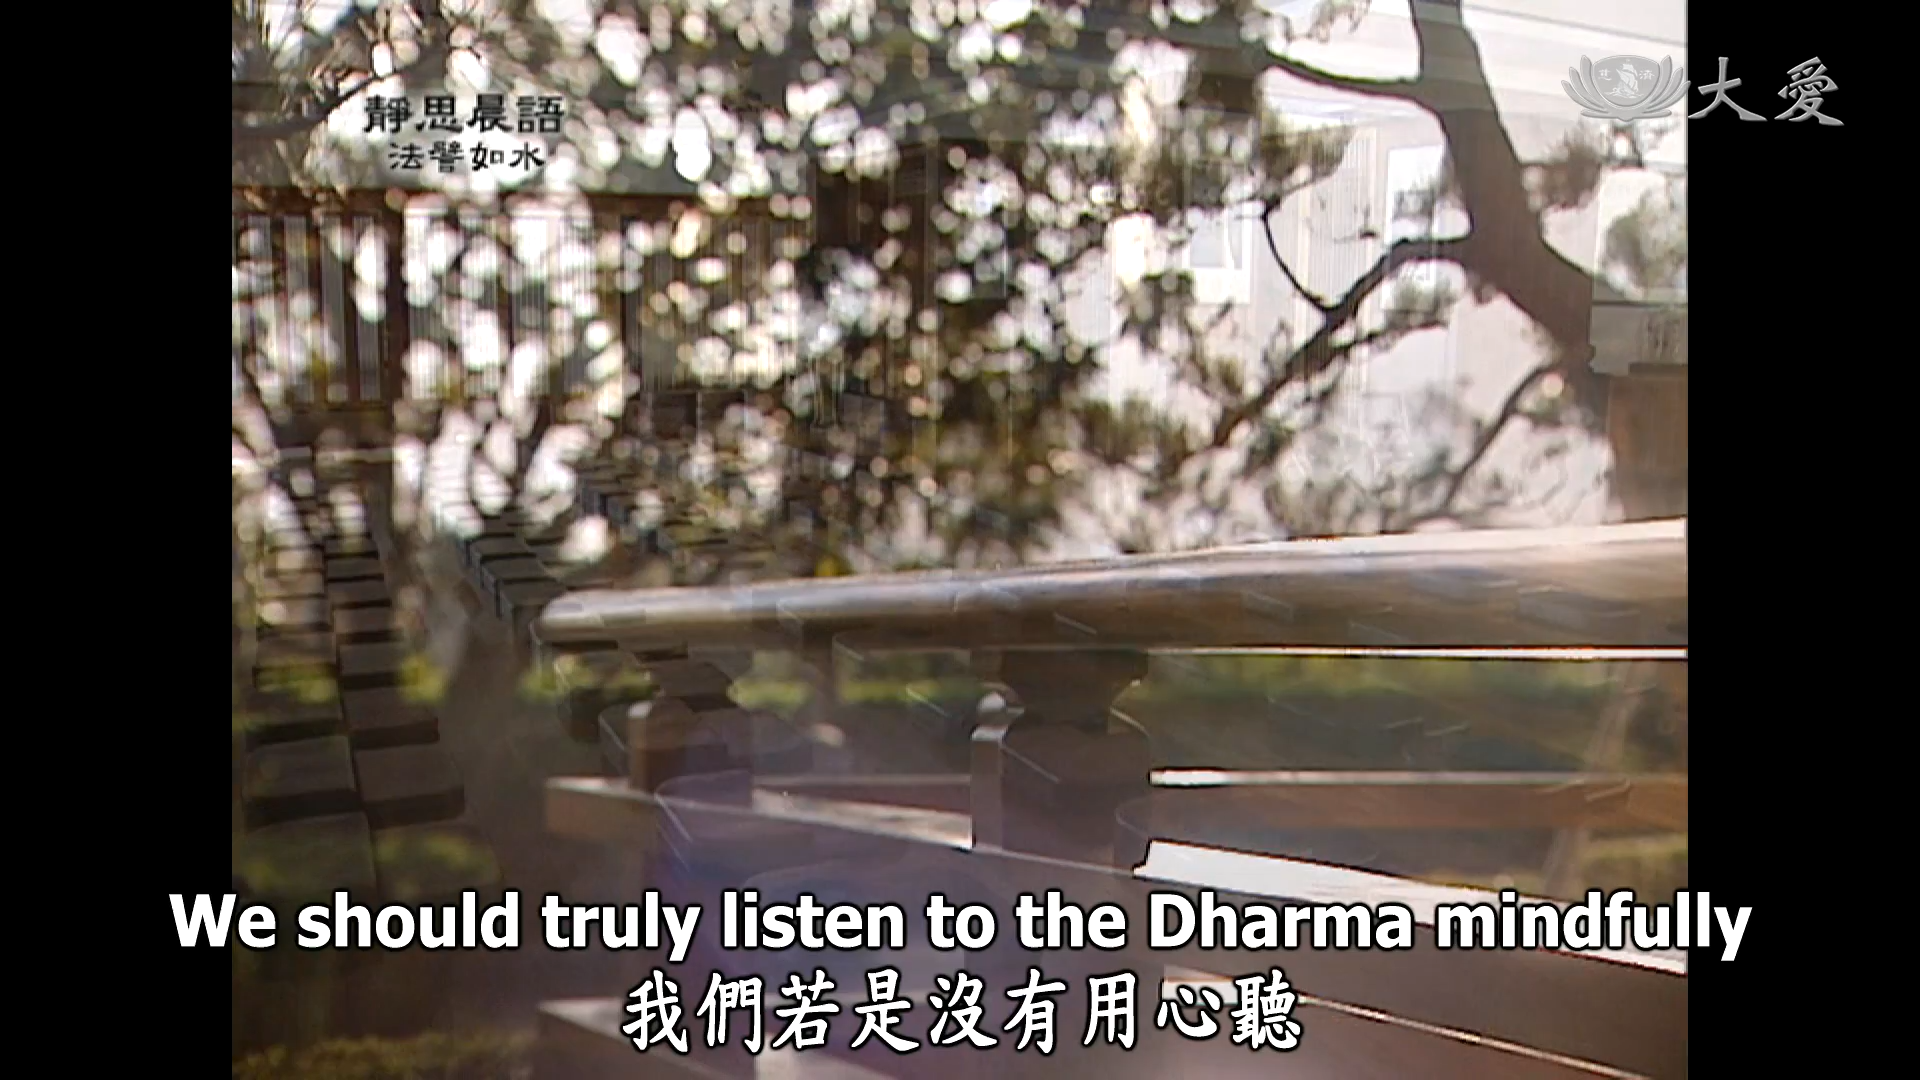 靜思晨語
法譬如水
大愛
We should truly listen to the Dharma mindfully
我們若是沒有用心聽